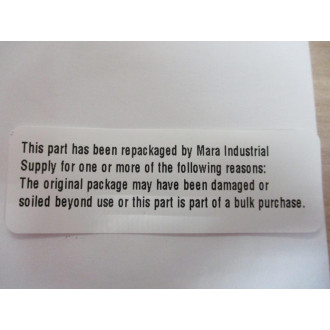 This part has been repackaged by Mara Industrial
Supply for one or more of the following reasons:
The original package may have been damaged or
soiled beyond use or this part is part of a bulk purchase.